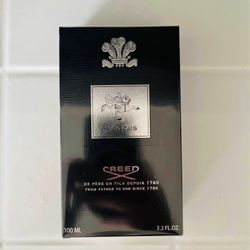 AVENTUS
CREED
DE PÈRE EN FILS DEPUIS 1760
FROM FATHER TO SON SINCE 1760
100 ML
3.3 FL.OZ.